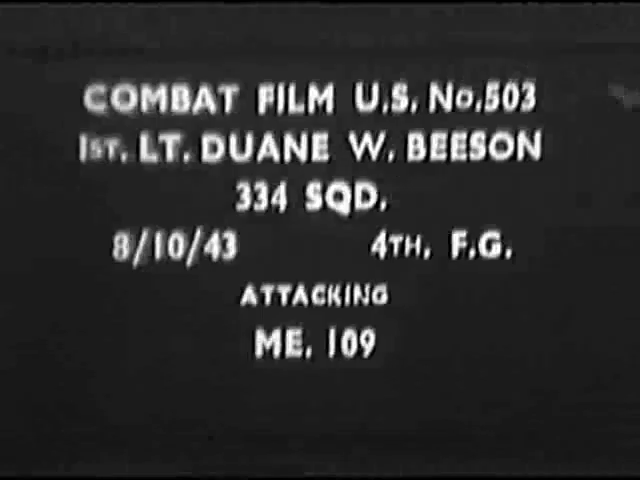 COMBAT FILM U.S. No.503
1ST. LT. DUANE W. BEESON
334 SQD.
8/10/43 4TH. F.G.
ATTACKING
ME. 109